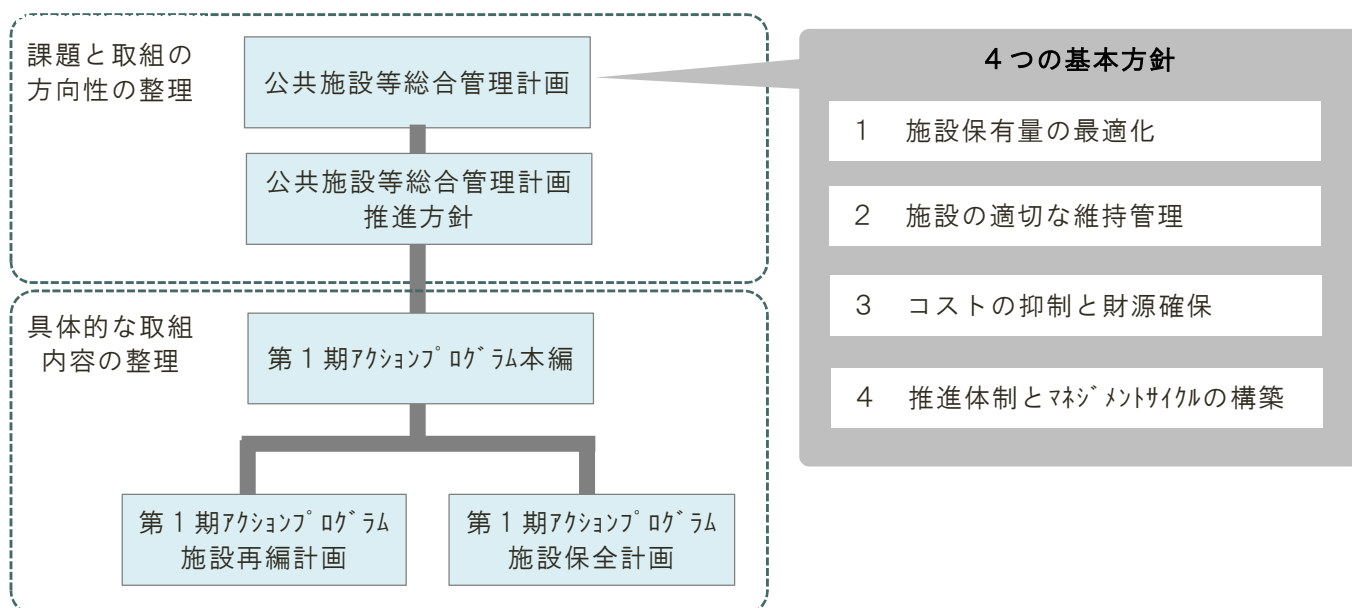 課題と取組の
方向性の整理
公共施設等総合管理計画
公共施設等総合管理計画
推進方針
具体的な取組
内容の整理
第1期ｱｸｼｮﾝﾌﾟﾛｸﾞﾗﾑ本編
第1期ｱｸｼｮﾝﾌﾟﾛｸﾞﾗﾑ
施設再編計画
第1期ｱｸｼｮﾝﾌﾟﾛｸﾞﾗﾑ
施設保全計画
4つの基本方針
1 施設保有量の最適化
2 施設の適切な維持管理
3 コストの抑制と財源確保
4 推進体制とﾏﾈｼﾞﾒﾝﾄｻｲｸﾙの構築